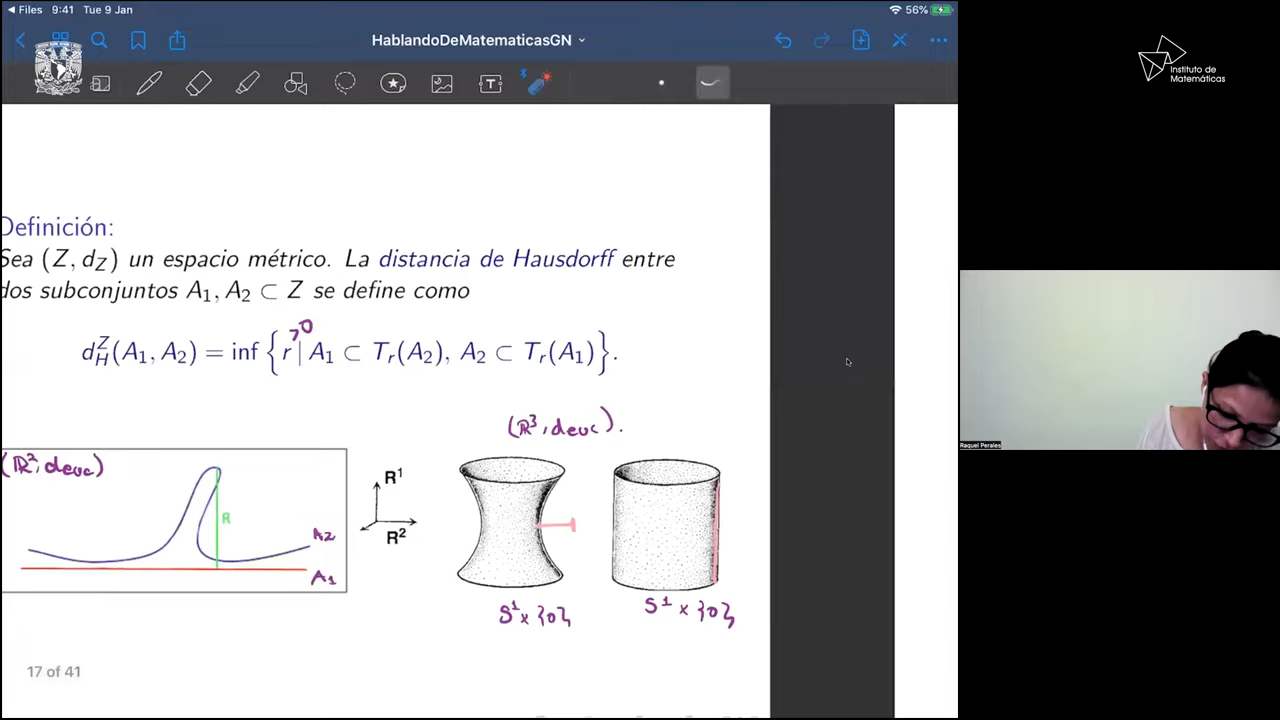 Files 9:41 Tue 9 Jan 56%
HablandoDeMatematicasGN
Instituto de
Matemáticas
Definición:
Sea (Z, d_Z) un espacio métrico. La distancia de Hausdorff entre
dos subconjuntos A₁, A₂ ⊂ Z se define como
>0
d_H^Z(A₁, A₂) = inf { r | A₁ ⊂ T_r(A₂), A₂ ⊂ T_r(A₁) }.
(R³, deuc).
(R², deuc)
R¹
R
R²
A2
A1
S¹ x {0}
S¹ x {0}
Raquel Perales
17 of 41